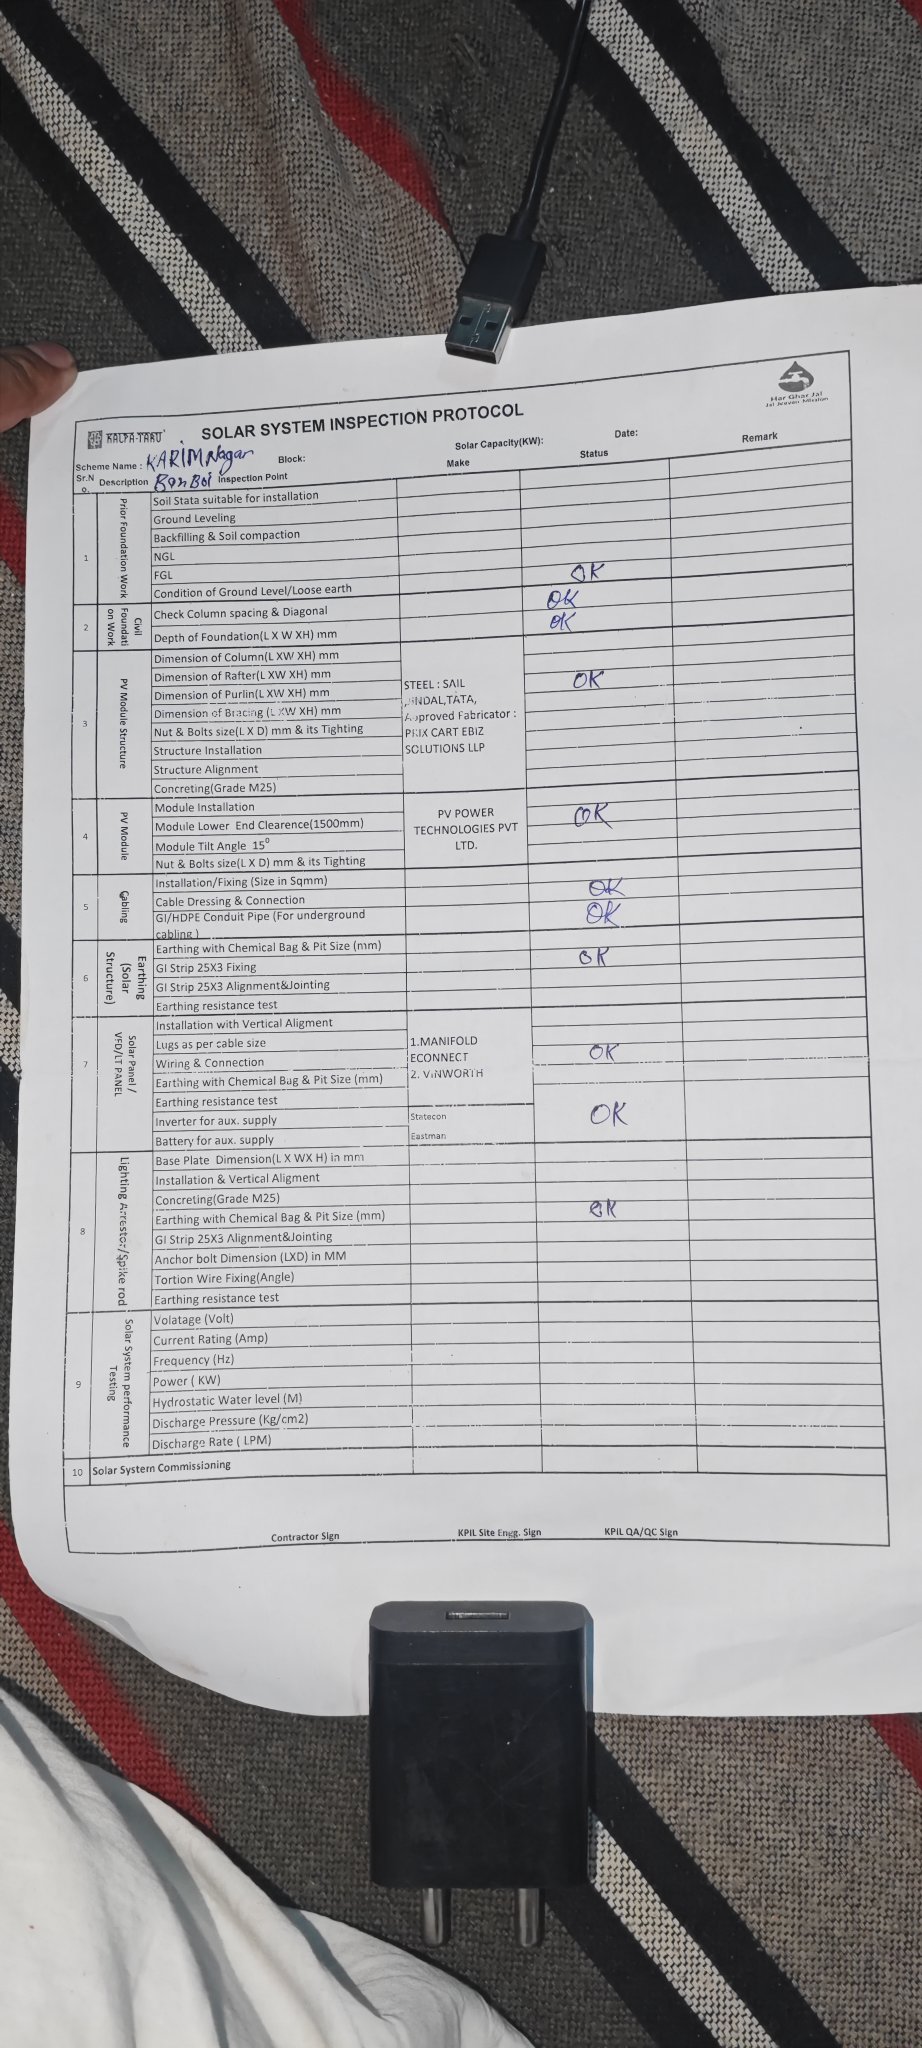 KALPA-TARU
SOLAR SYSTEM INSPECTION PROTOCOL
Har Ghar Jal
Jal Jeevan Mission
Scheme Name : KARIM Nagar Block: Solar Capacity(KW): Date:
Sr.No. Description Inspection Point Make Status Remark
1 Prior Foundation Work
Soil Stata suitable for installation
Ground Leveling
Backfilling & Soil compaction
NGL
FGL OK
Condition of Ground Level/Loose earth OK
2 Civil Foundation Work
Check Column spacing & Diagonal OK
Depth of Foundation(L X W XH) mm
3 PV Module Structure
Dimension of Column(L XW XH) mm
Dimension of Rafter(L XW XH) mm OK
Dimension of Purlin(L XW XH) mm
Dimension of Bracing (L XW XH) mm
Nut & Bolts size(L X D) mm & its Tighting
Structure Installation
Structure Alignment
Concreting(Grade M25)
STEEL : SAIL
,JINDAL,TATA,
Approved Fabricator :
PRIX CART EBIZ
SOLUTIONS LLP
4 PV Module
Module Installation OK
Module Lower End Clearence(1500mm)
Module Tilt Angle 15°
Nut & Bolts size(L X D) mm & its Tighting
PV POWER
TECHNOLOGIES PVT
LTD.
5 Cabling
Installation/Fixing (Size in Sqmm) OK
Cable Dressing & Connection OK
GI/HDPE Conduit Pipe (For underground
cabling )
6 Earthing (Solar Structure)
Earthing with Chemical Bag & Pit Size (mm) OK
GI Strip 25X3 Fixing
GI Strip 25X3 Alignment&Jointing
Earthing resistance test
7 Solar Panel / VFD/LT PANEL
Installation with Vertical Aligment
Lugs as per cable size OK
Wiring & Connection
Earthing with Chemical Bag & Pit Size (mm)
Earthing resistance test
1.MANIFOLD
ECONNECT
2. VINWORTH
Inverter for aux. supply Statecon OK
Battery for aux. supply Eastman
8 Lighting Arrestor/Spike rod
Base Plate Dimension(L X WX H) in mm
Installation & Vertical Aligment
Concreting(Grade M25)
Earthing with Chemical Bag & Pit Size (mm) OK
GI Strip 25X3 Alignment&Jointing
Anchor bolt Dimension (LXD) in MM
Tortion Wire Fixing(Angle)
Earthing resistance test
9 Solar System performance Testing
Volatage (Volt)
Current Rating (Amp)
Frequency (Hz)
Power ( KW)
Hydrostatic Water level (M)
Discharge Pressure (Kg/cm2)
Discharge Rate ( LPM)
10 Solar System Commissioning
Contractor Sign KPIL Site Engg. Sign KPIL QA/QC Sign